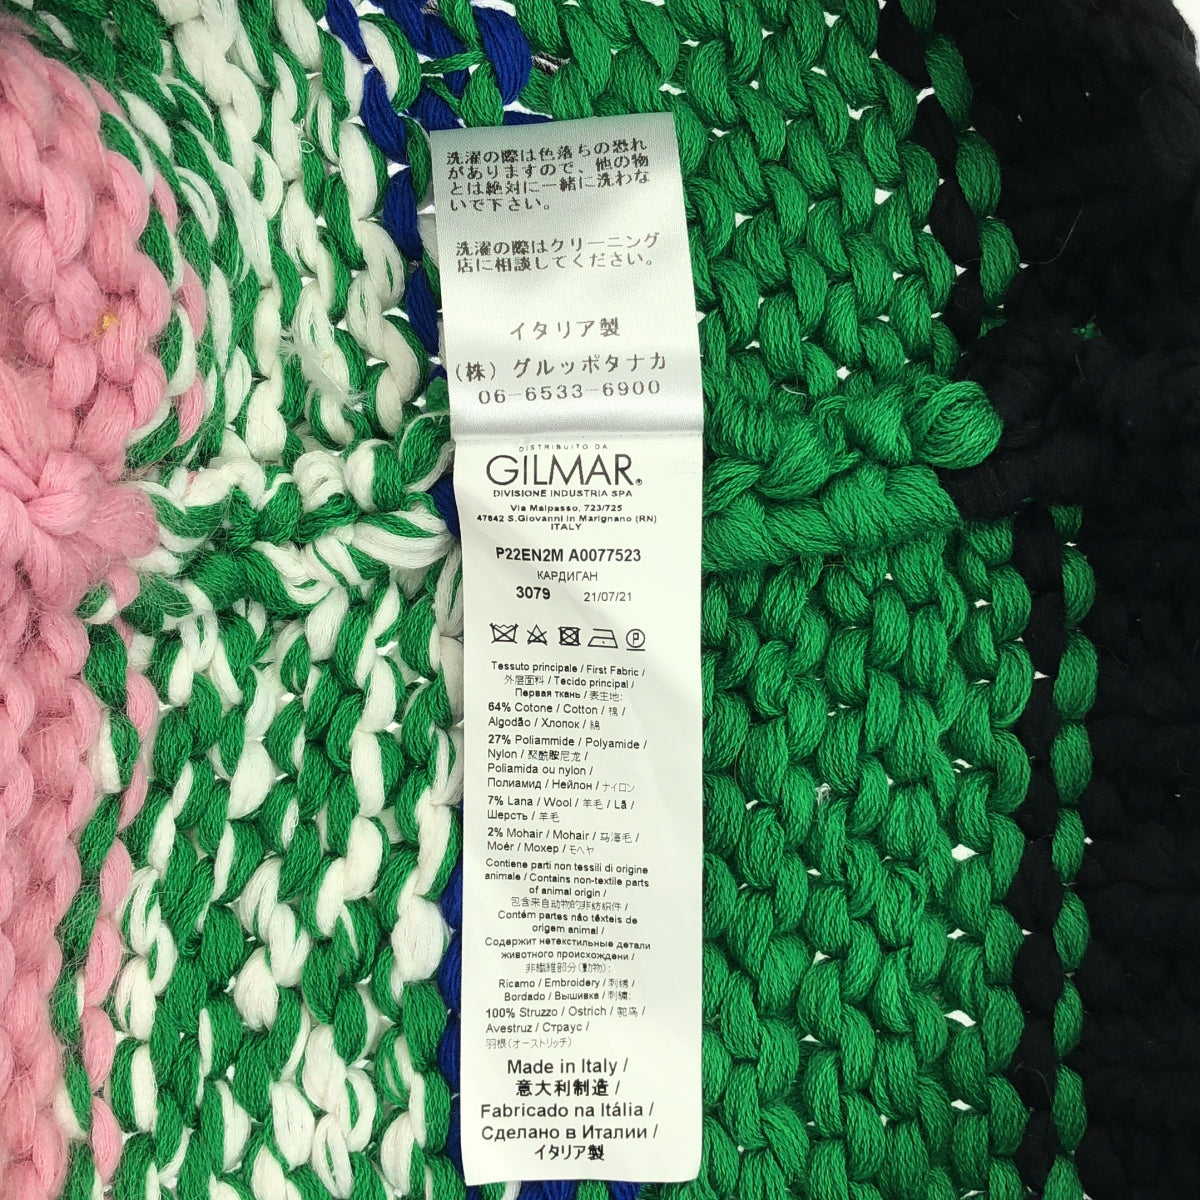 洗濯の際は色落ちの恐れ
がありますので、他の物
とは絶対に一緒に洗わな
いで下さい。
洗濯の際はクリーニング
店に相談してください。
イタリア製
（株）グルッポタナカ
06-6533-6900
DISTRIBUITO DA
GILMAR®
DIVISIONE INDUSTRIA SPA
Via Malpasso, 723/725
47842 S.Giovanni in Marignano (RN)
ITALY
P22EN2M A0077523
КАРДИГАН
3079 21/07/21
P
Tessuto principale / First Fabric /
外层面料 / Tecido principal /
Первая ткань / 表生地:
64% Cotone / Cotton / 棉 /
Algodão / Хлопок / 綿
27% Poliammide / Polyamide /
Nylon / 聚酰胺尼龙 /
Poliamida ou nylon /
Полиамид / Нейлон / ナイロン
7% Lana / Wool / 羊毛 / Lã /
Шерсть / 羊毛
2% Mohair / Mohair / 马海毛 /
Moér / Мохер / モヘヤ
Contiene parti non tessili di origine
animale / Contains non-textile parts
of animal origin /
包含来自动物的非纺织件 /
Contém partes não têxteis de
origem animal /
Содержит нетекстильные детали
животного происхождени /
非繊維部分（動物）:
Ricamo / Embroidery / 刺绣 /
Bordado / Вышивка / 刺繍:
100% Struzzo / Ostrich / 鸵鸟 /
Avestruz / Страус /
羽根（オーストリッチ）
Made in Italy /
意大利制造 /
Fabricado na Itália /
Сделано в Италии /
イタリア製